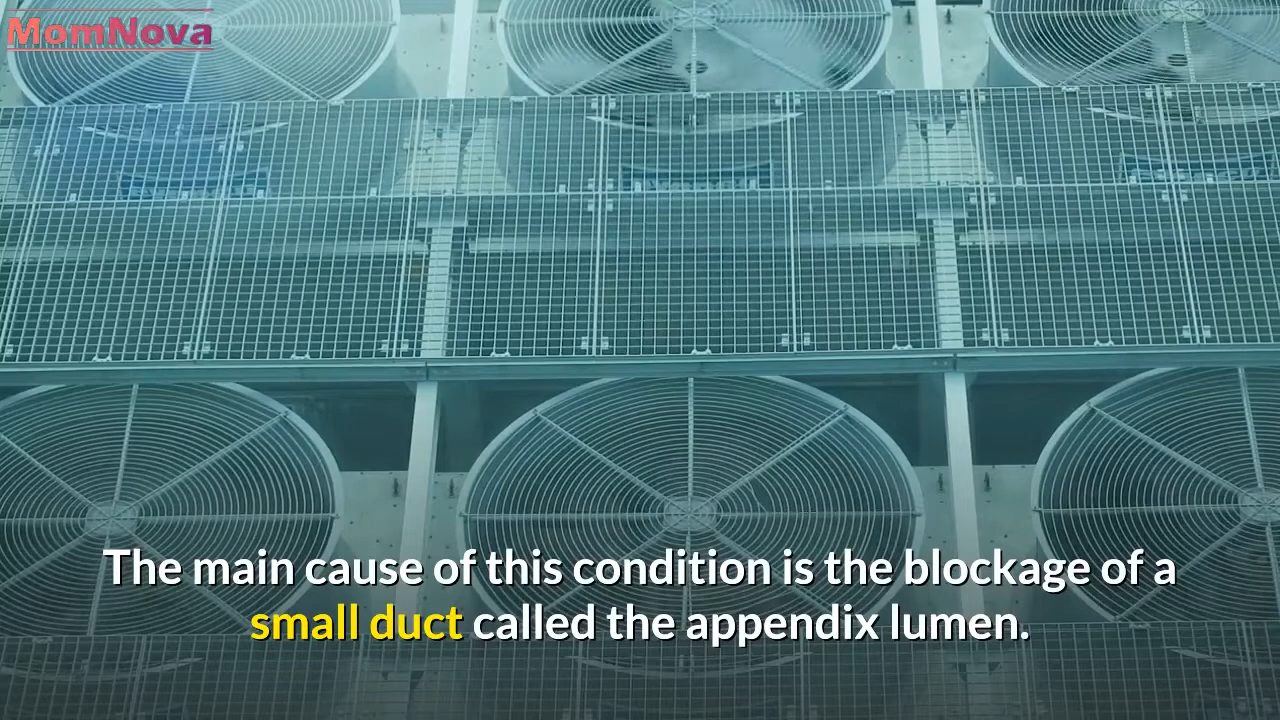 MomNova
The main cause of this condition is the blockage of a
small duct called the appendix lumen.